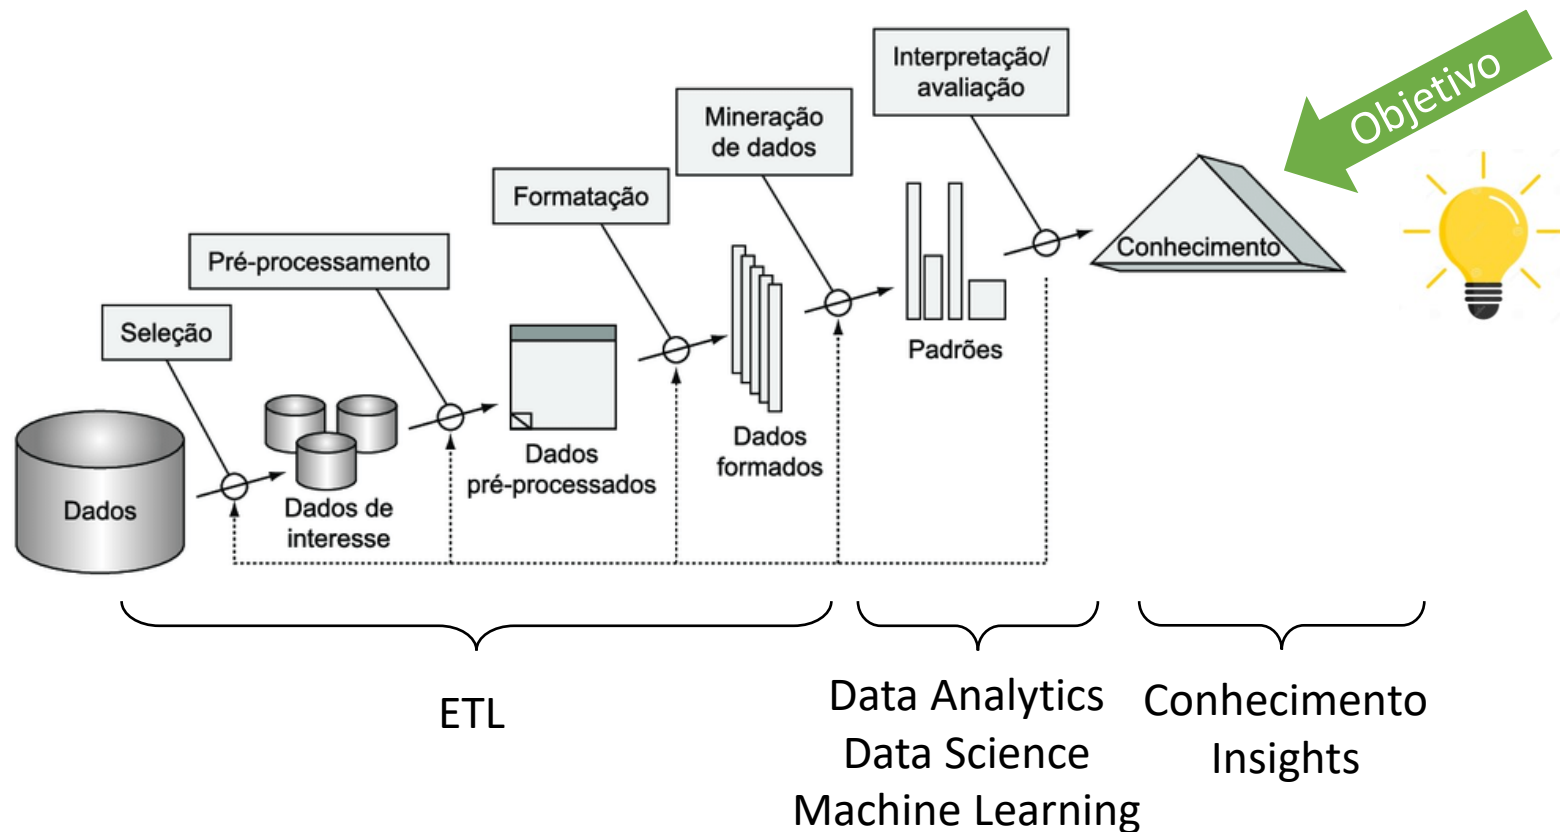 Objetivo
Interpretação/
avaliação
Mineração
de dados
Formatação
Pré-processamento
Seleção
Conhecimento
Padrões
Dados
formados
Dados
pré-processados
Dados de
interesse
Dados
ETL
Data Analytics
Data Science
Machine Learning
Conhecimento
Insights